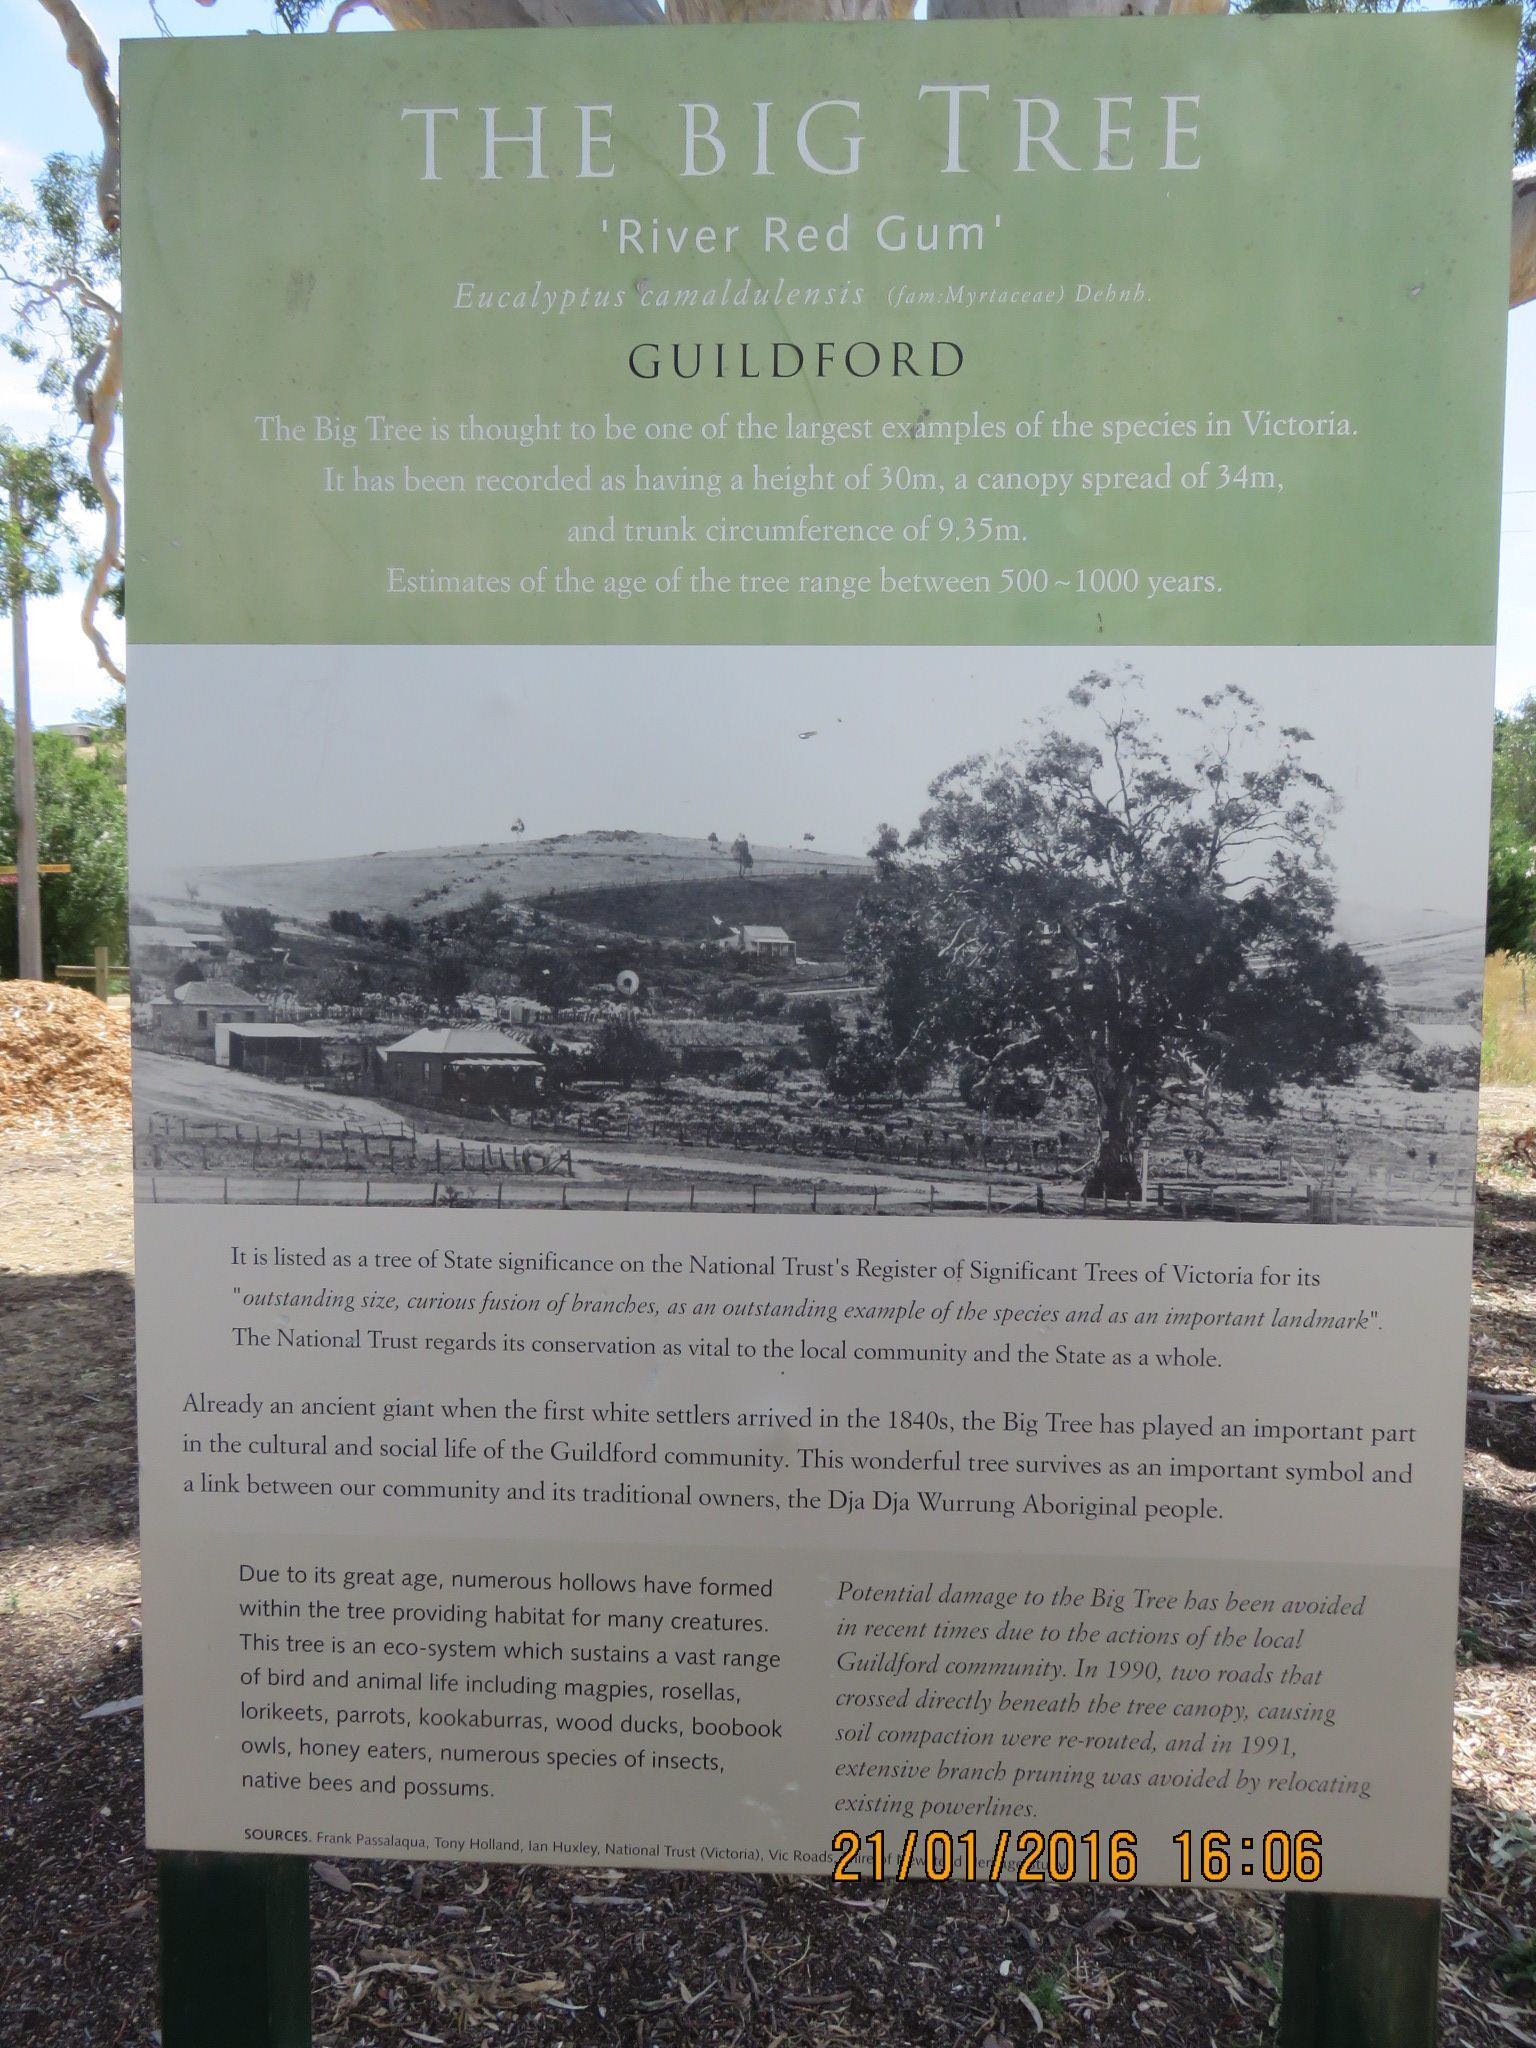 THE BIG TREE
'River Red Gum'
Eucalyptus camaldulensis (fam:Myrtaceae) Dehnh.
GUILDFORD
The Big Tree is thought to be one of the largest examples of the species in Victoria.
It has been recorded as having a height of 30m, a canopy spread of 34m,
and trunk circumference of 9.35m.
Estimates of the age of the tree range between 500~1000 years.
It is listed as a tree of State significance on the National Trust's Register of Significant Trees of Victoria for its
"outstanding size, curious fusion of branches, as an outstanding example of the species and as an important landmark".
The National Trust regards its conservation as vital to the local community and the State as a whole.
Already an ancient giant when the first white settlers arrived in the 1840s, the Big Tree has played an important part
in the cultural and social life of the Guildford community. This wonderful tree survives as an important symbol and
a link between our community and its traditional owners, the Dja Dja Wurrung Aboriginal people.
Due to its great age, numerous hollows have formed
within the tree providing habitat for many creatures.
This tree is an eco-system which sustains a vast range
of bird and animal life including magpies, rosellas,
lorikeets, parrots, kookaburras, wood ducks, boobook
owls, honey eaters, numerous species of insects,
native bees and possums.
Potential damage to the Big Tree has been avoided
in recent times due to the actions of the local
Guildford community. In 1990, two roads that
crossed directly beneath the tree canopy, causing
soil compaction were re-routed, and in 1991,
extensive branch pruning was avoided by relocating
existing powerlines.
SOURCES. Frank Passalaqua, Tony Holland, Ian Huxley, National Trust (Victoria), Vic Roads,
21/01/2016 16:06